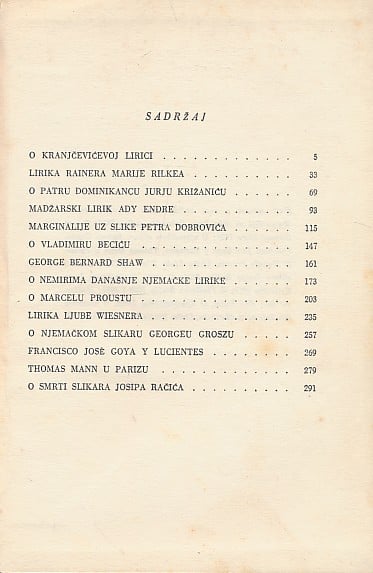 SADRŽAJ
O KRANJČEVIĆEVOJ LIRICI . . . . . . . . . . . . 5
LIRIKA RAINERA MARIJE RILKEA . . . . . . . . . 33
O PATRU DOMINIKANCU JURJU KRIŽANIĆU . . . . . . 69
MADŽARSKI LIRIK ADY ENDRE . . . . . . . . . . 93
MARGINALIJE UZ SLIKE PETRA DOBROVIĆA . . . . . . 115
O VLADIMIRU BECIĆU . . . . . . . . . . . . . . 147
GEORGE BERNARD SHAW . . . . . . . . . . . . . 161
O NEMIRIMA DANAŠNJE NJEMAČKE LIRIKE . . . . . . 173
O MARCELU PROUSTU . . . . . . . . . . . . . . 203
LIRIKA LJUBE WIESNERA . . . . . . . . . . . . . 235
O NJEMAČKOM SLIKARU GEORGEU GROSZU . . . . . 257
FRANCISCO JOSÉ GOYA Y LUCIENTES . . . . . . . . 269
THOMAS MANN U PARIZU . . . . . . . . . . . . . 279
O SMRTI SLIKARA JOSIPA RAČIĆA . . . . . . . . . 291